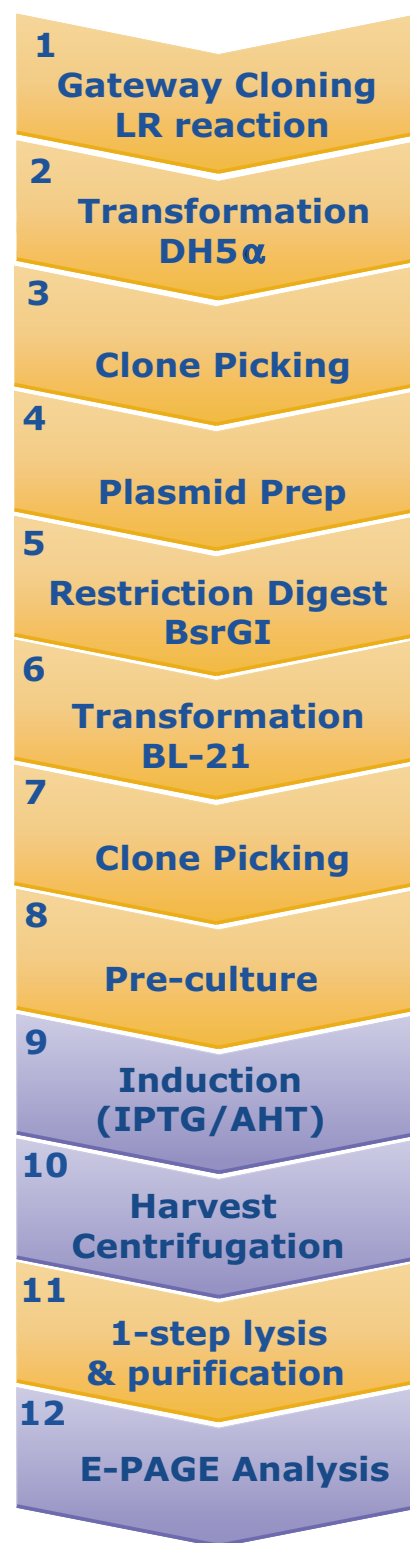 1
Gateway Cloning
LR reaction
2
Transformation
DH5α
3
Clone Picking
4
Plasmid Prep
5
Restriction Digest
BsrGI
6
Transformation
BL-21
7
Clone Picking
8
Pre-culture
9
Induction
(IPTG/AHT)
10
Harvest
Centrifugation
11
1-step lysis
& purification
12
E-PAGE Analysis